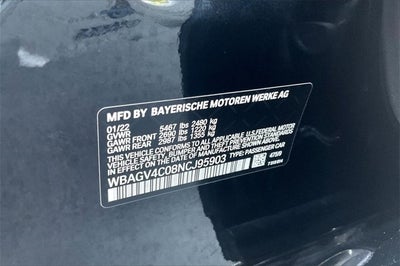 MFD BY BAYERISCHE MOTOREN WERKE AG
01/22
GVWR 5467 lbs 2480 kg
GAWR FRONT 2690 lbs 1220 kg
GAWR REAR 2987 lbs 1355 kg
THIS VEHICLE CONFORMS TO ALL APPLICABLE U.S. FEDERAL MOTOR
VEHICLE SAFETY, BUMPER, AND THEFT PREVENTION STANDARDS
IN EFFECT ON THE DATE OF MANUFACTURE SHOWN ABOVE.
WBAGV4C08NCJ95903 TYPE: PASSENGER CAR